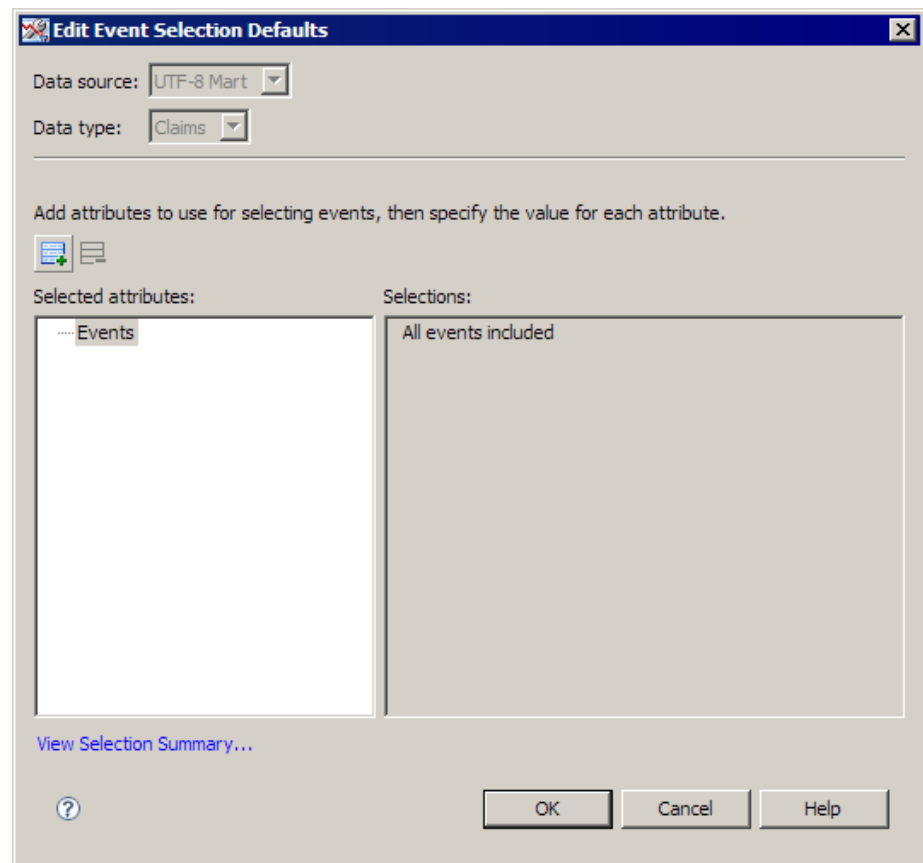 Edit Event Selection Defaults
Data source: UTF-8 Mart
Data type: Claims
Add attributes to use for selecting events, then specify the value for each attribute.
Selected attributes: Selections:
Events All events included
View Selection Summary...
? OK Cancel Help